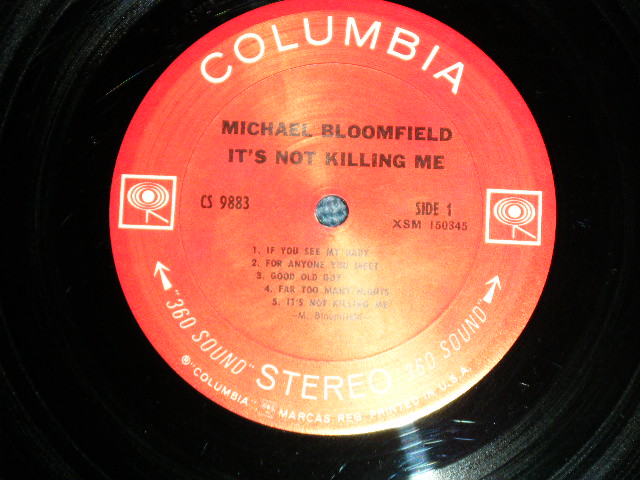 COLUMBIA
MICHAEL BLOOMFIELD
IT'S NOT KILLING ME
CS 9883
SIDE 1
XSM 150345
1. IF YOU SEE MY BABY
2. FOR ANYONE YOU MEET
3. GOOD OLD GUY
4. FAR TOO MANY NIGHTS
5. IT'S NOT KILLING ME
—M. Bloomfield—
"360 SOUND" STEREO "360 SOUND"
® "COLUMBIA" MARCAS REG. PRINTED IN U.S.A.